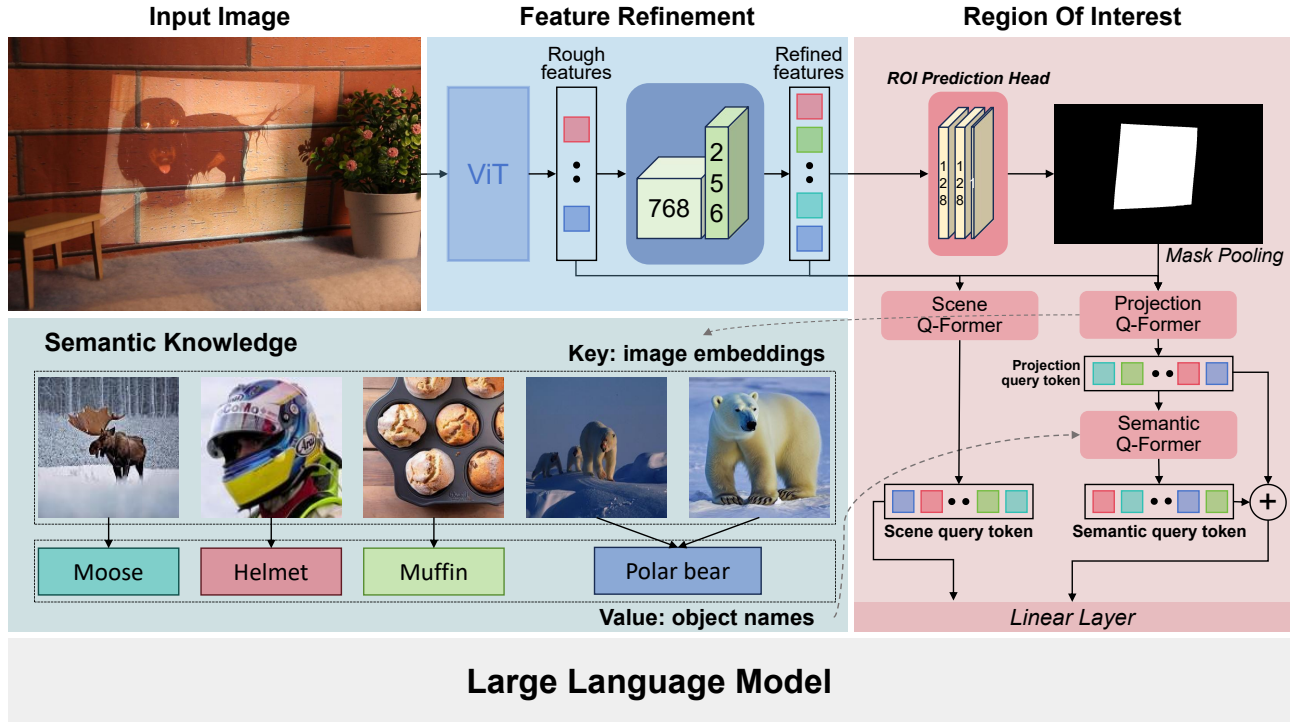 Input Image
Feature Refinement
Region Of Interest
Rough
features
Refined
features
ViT
768
2
5
6
ROI Prediction Head
1
2
8
1
2
8
1
Mask Pooling
Scene
Q-Former
Projection
Q-Former
Projection
query token
Semantic
Q-Former
+
Scene query token
Semantic query token
Linear Layer
Semantic Knowledge
Key: image embeddings
Arai
Moose
Helmet
Muffin
Polar bear
Value: object names
Large Language Model